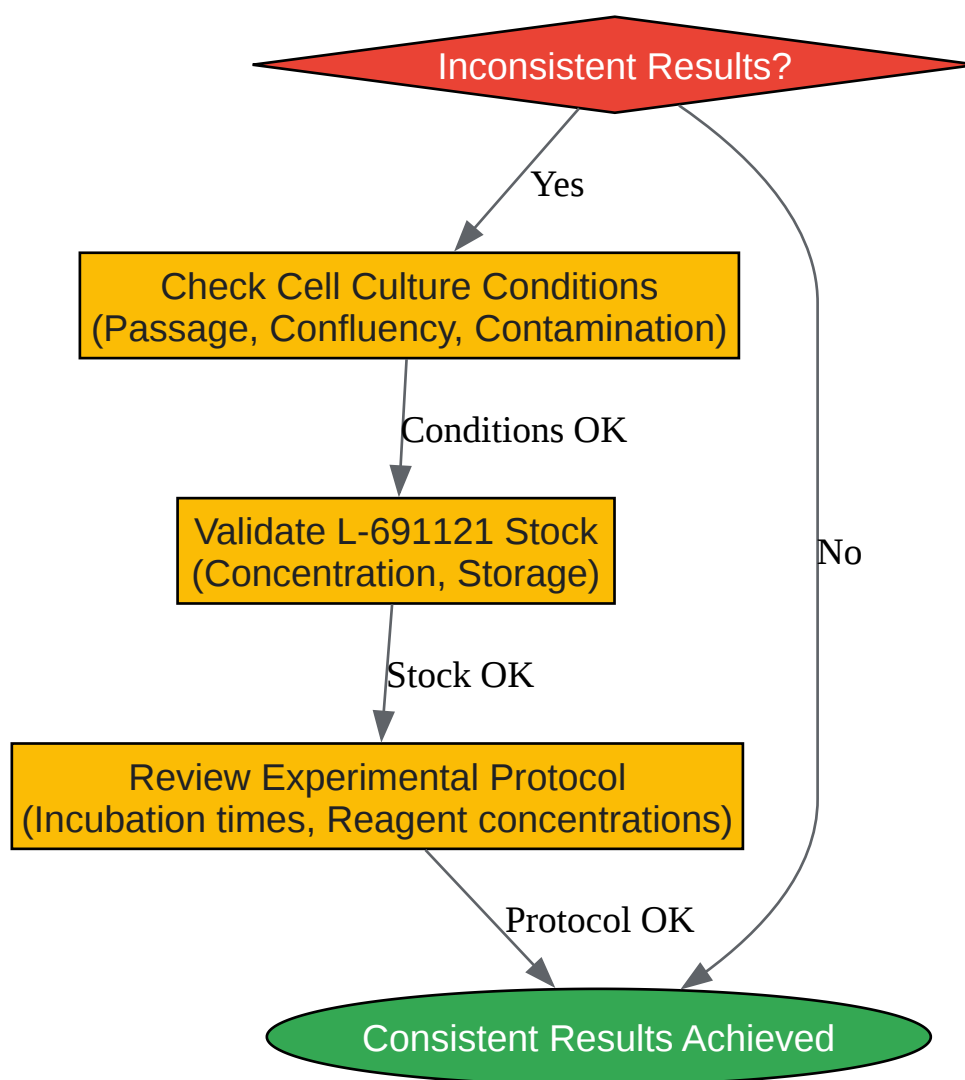 Inconsistent Results?
Yes
Check Cell Culture Conditions
(Passage, Confluency, Contamination)
Conditions OK
Validate L-691121 Stock
(Concentration, Storage)
No
Stock OK
Review Experimental Protocol
(Incubation times, Reagent concentrations)
Protocol OK
Consistent Results Achieved